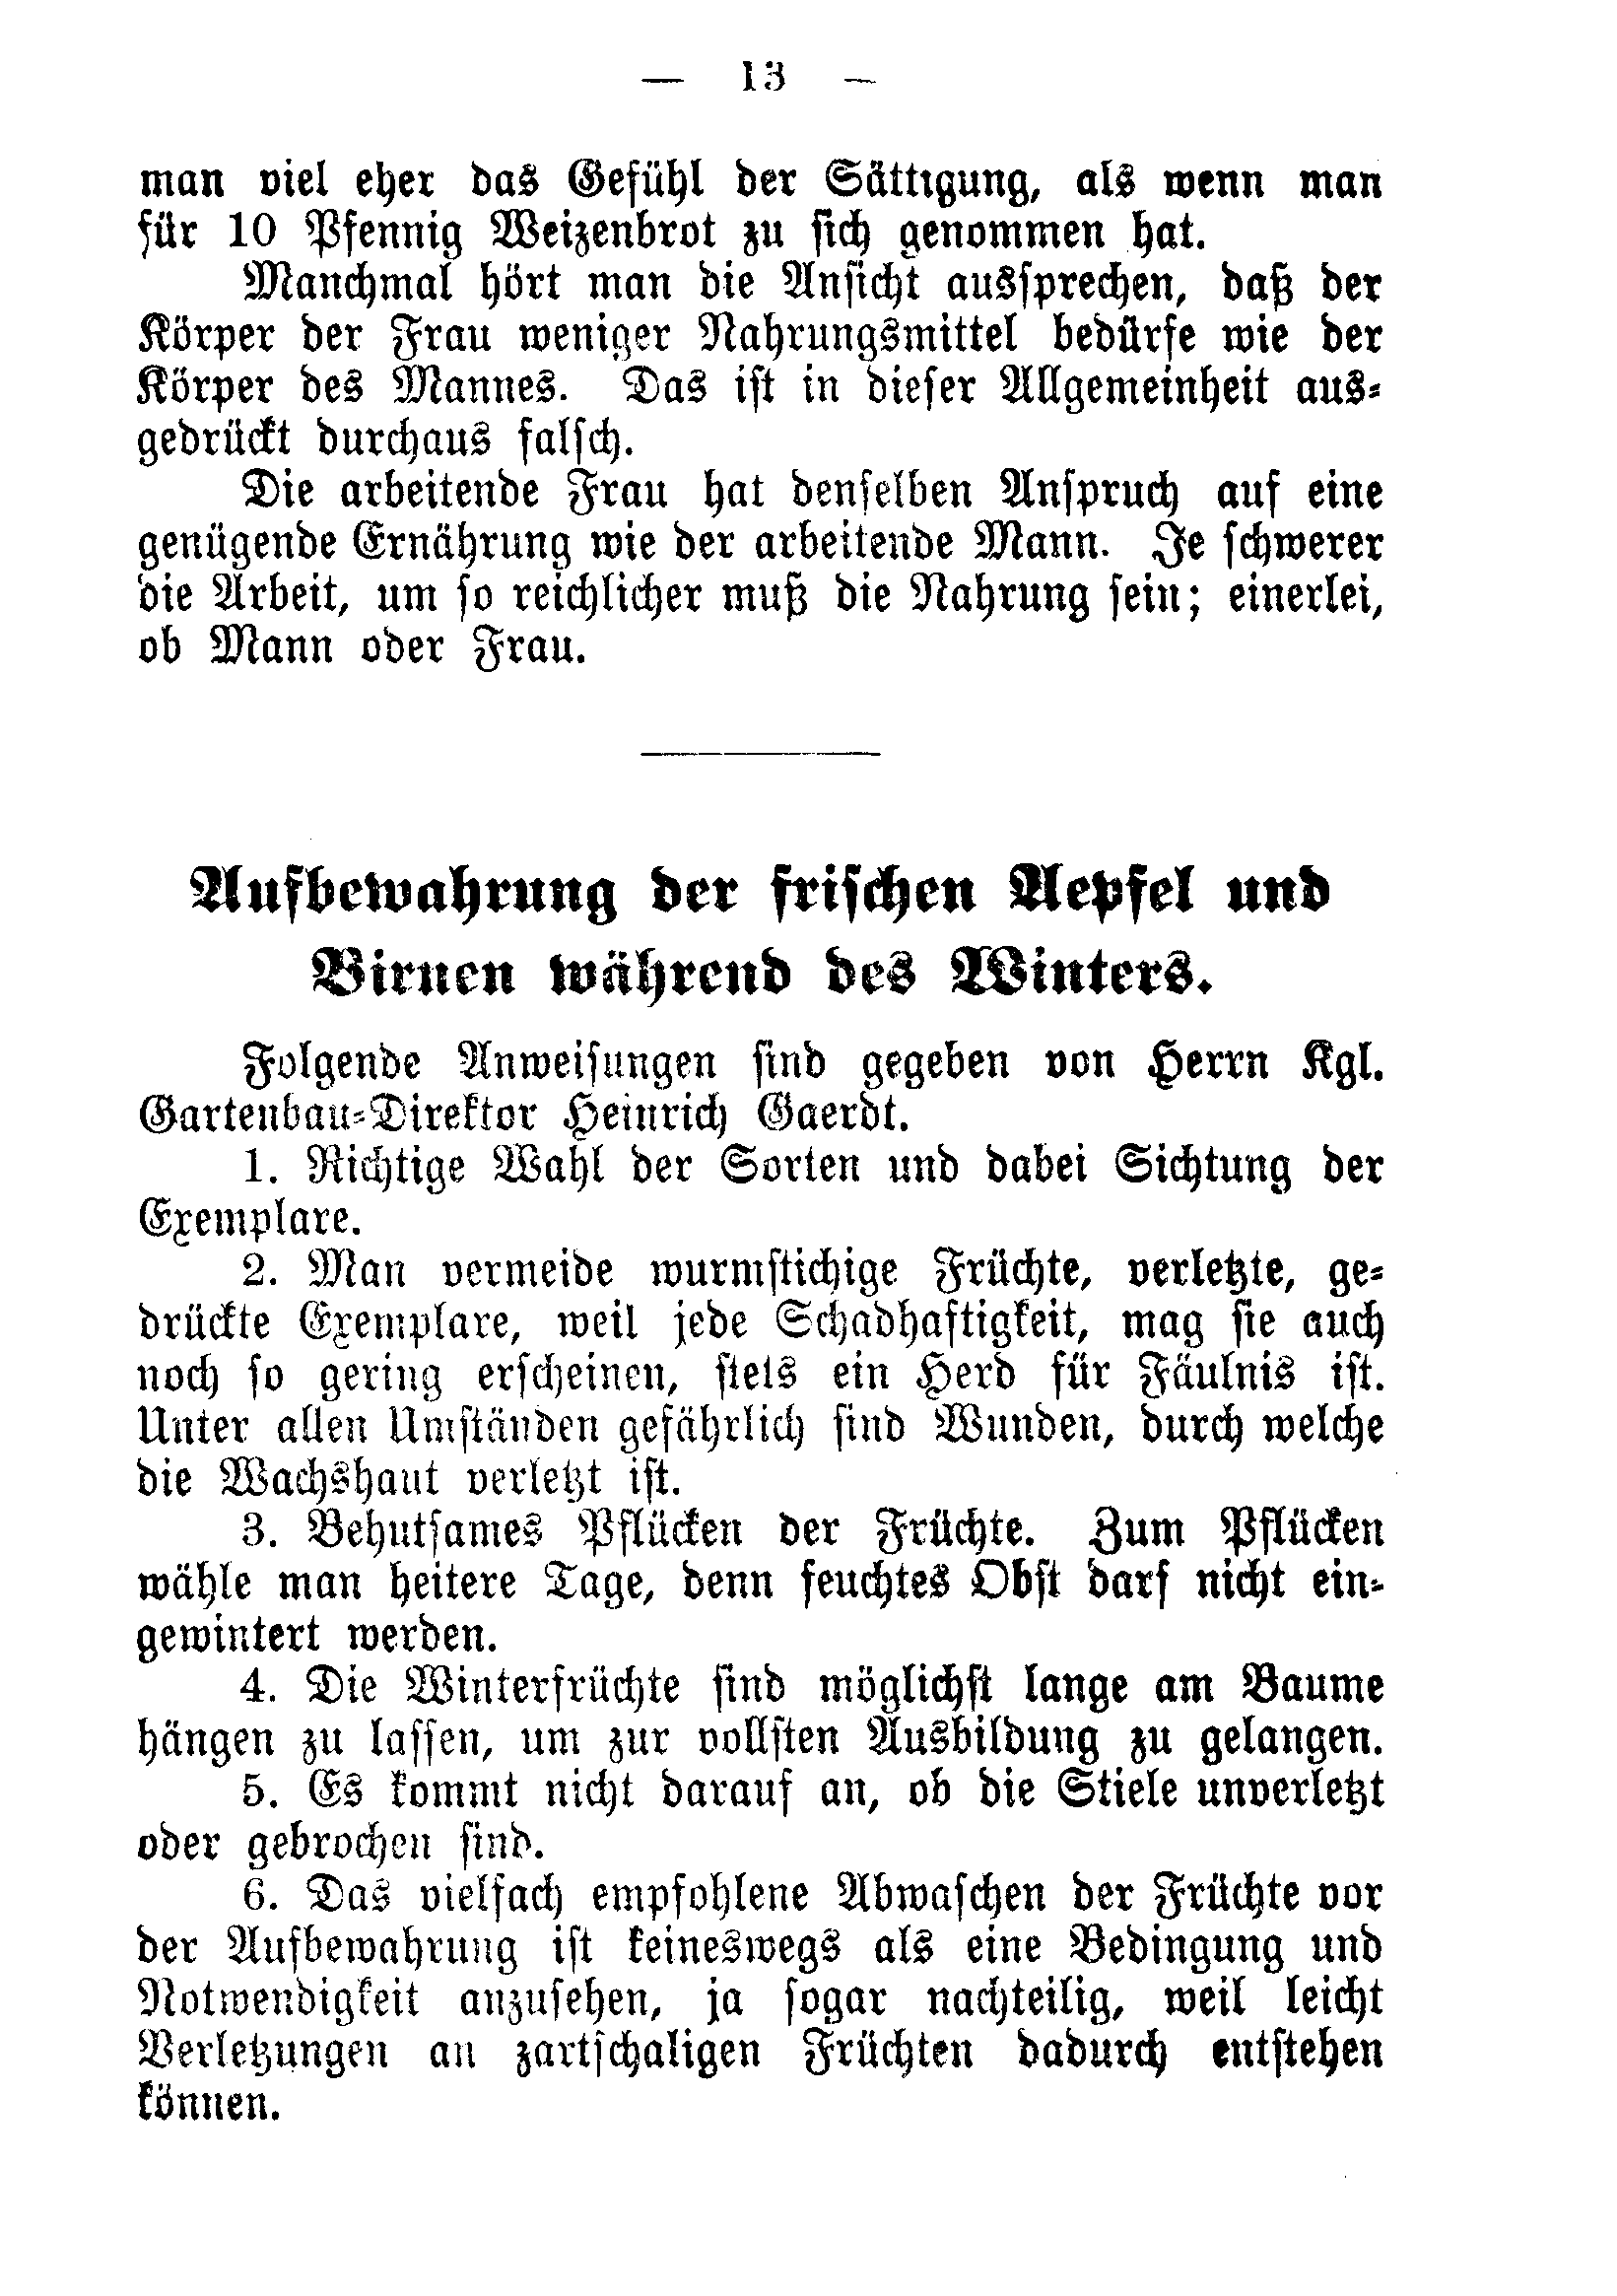 — 13 —
man viel eher das Gefühl der Sättigung, als wenn man
für 10 Pfennig Weizenbrot zu sich genommen hat.
Manchmal hört man die Ansicht aussprechen, daß der
Körper der Frau weniger Nahrungsmittel bedürfe wie der
Körper des Mannes. Das ist in dieser Allgemeinheit aus-
gedrückt durchaus falsch.
Die arbeitende Frau hat denselben Anspruch auf eine
genügende Ernährung wie der arbeitende Mann. Je schwerer
die Arbeit, um so reichlicher muß die Nahrung sein; einerlei,
ob Mann oder Frau.
Aufbewahrung der frischen Aepfel und
Birnen während des Winters.
Folgende Anweisungen sind gegeben von Herrn Kgl.
Gartenbau-Direktor Heinrich Gaerdt.
1. Richtige Wahl der Sorten und dabei Sichtung der
Exemplare.
2. Man vermeide wurmstichige Früchte, verletzte, ge-
drückte Exemplare, weil jede Schadhaftigkeit, mag sie auch
noch so gering erscheinen, stets ein Herd für Fäulnis ist.
Unter allen Umständen gefährlich sind Wunden, durch welche
die Wachshaut verletzt ist.
3. Behutsames Pflücken der Früchte. Zum Pflücken
wähle man heitere Tage, denn feuchtes Obst darf nicht ein-
gewintert werden.
4. Die Winterfrüchte sind möglichst lange am Baume
hängen zu lassen, um zur vollsten Ausbildung zu gelangen.
5. Es kommt nicht darauf an, ob die Stiele unverletzt
oder gebrochen sind.
6. Das vielfach empfohlene Abwaschen der Früchte vor
der Aufbewahrung ist keineswegs als eine Bedingung und
Notwendigkeit anzusehen, ja sogar nachteilig, weil leicht
Verletzungen an zartschaligen Früchten dadurch entstehen
können.